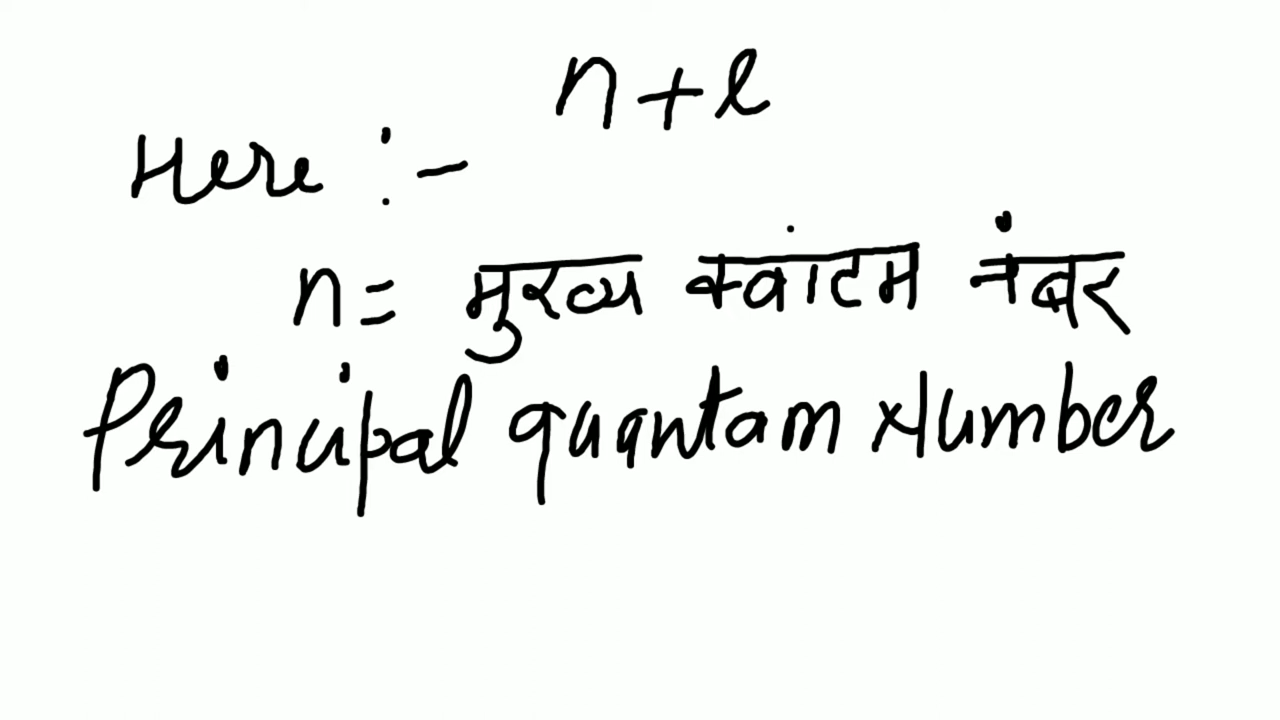 n+l
Here :-
n= मुख्य क्वांटम नंबर
Principal quantam Number